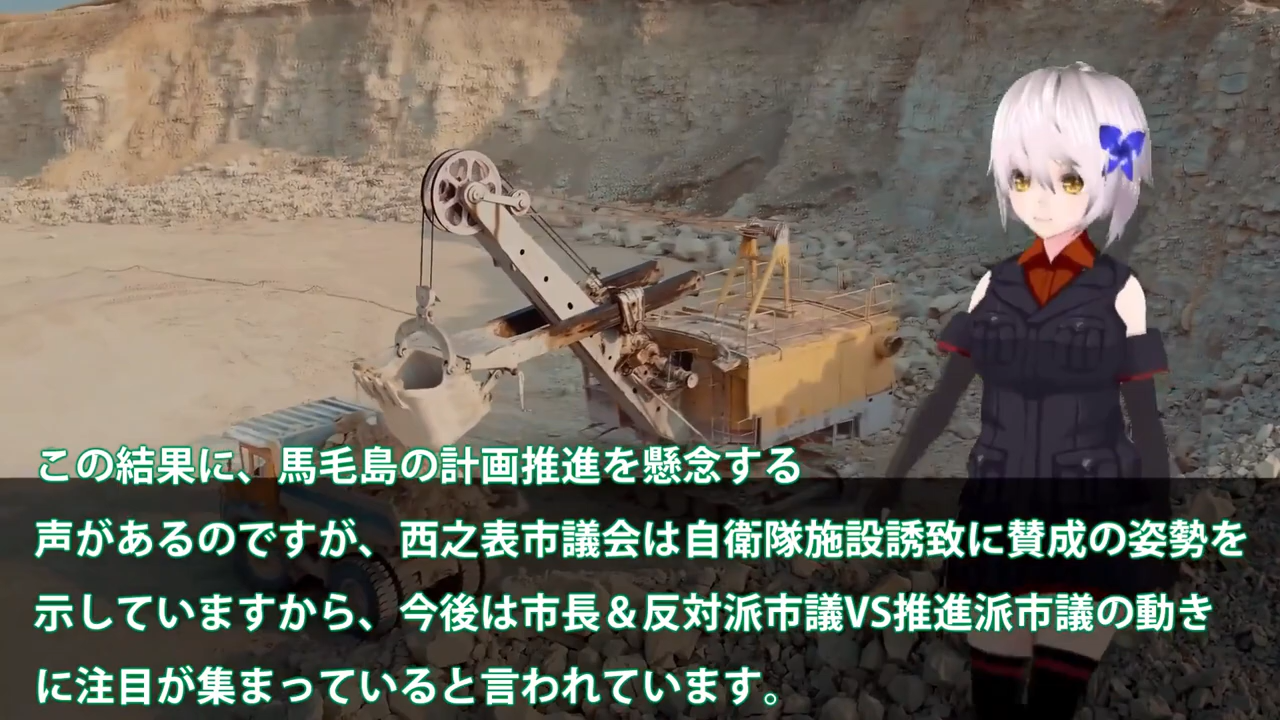 この結果に、馬毛島の計画推進を懸念する
声があるのですが、西之表市議会は自衛隊施設誘致に賛成の姿勢を
示していますから、今後は市長＆反対派市議VS推進派市議の動き
に注目が集まっていると言われています。